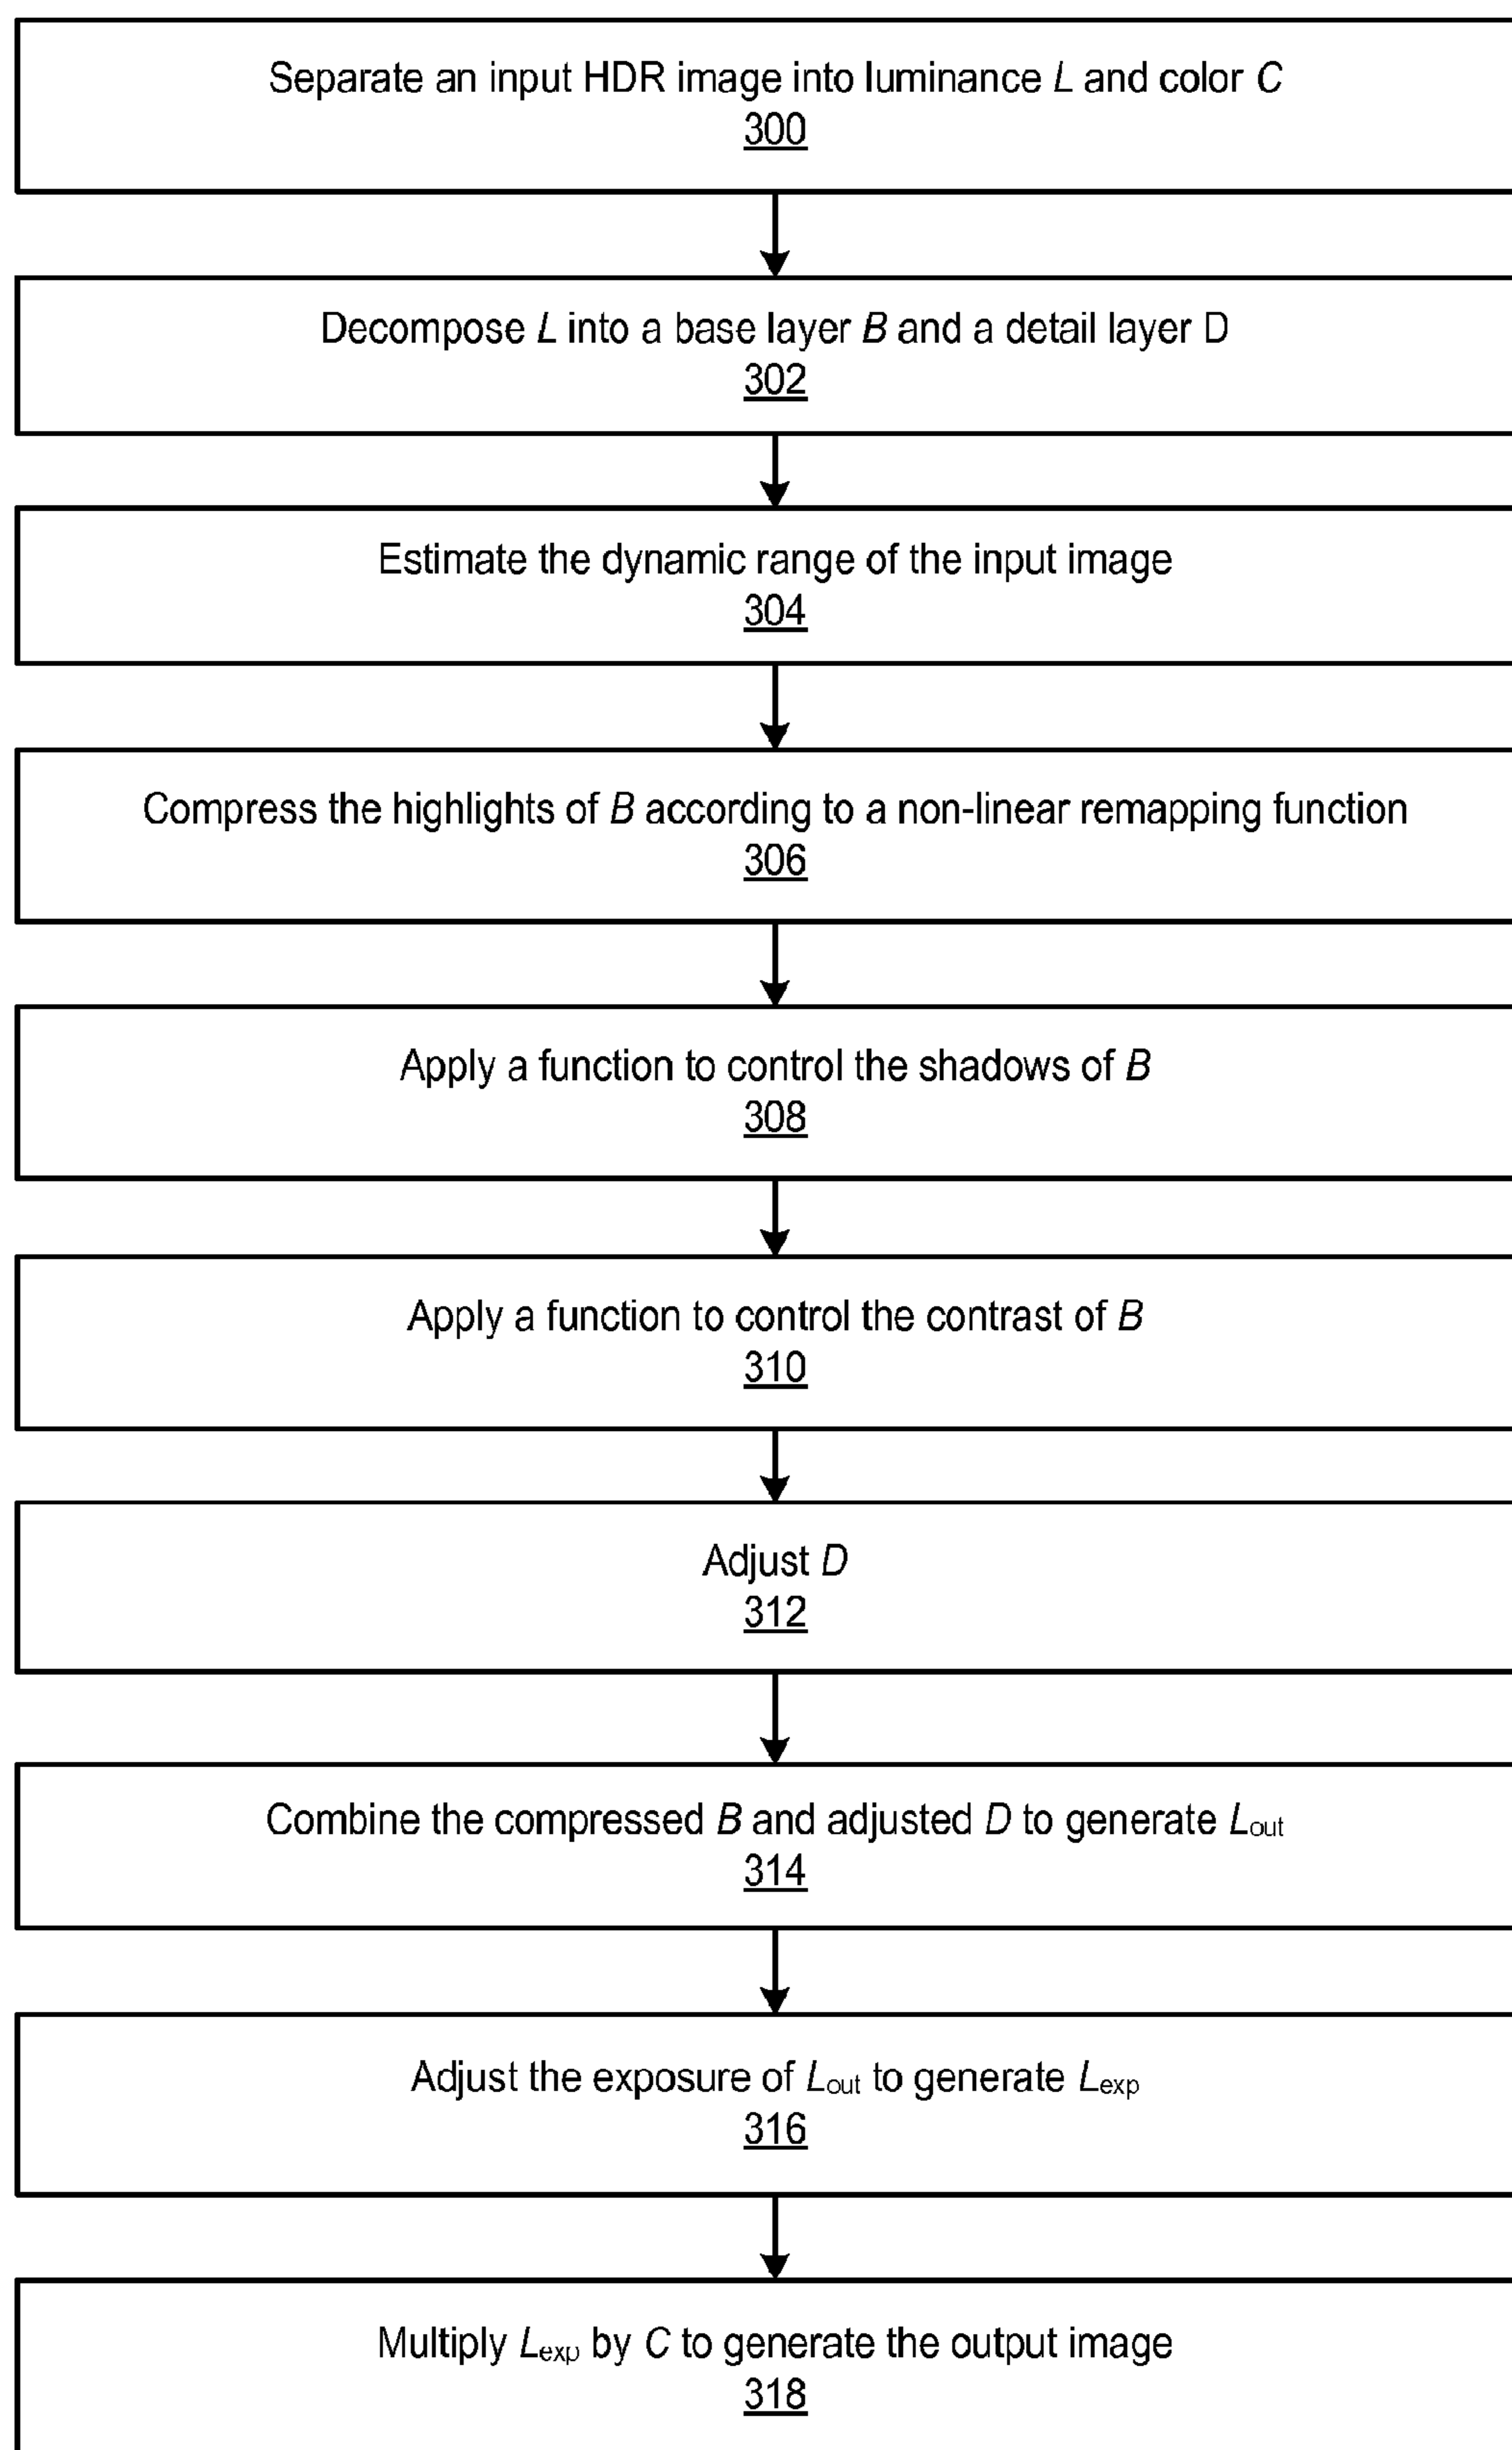 Separate an input HDR image into luminance L and color C
300
Decompose L into a base layer B and a detail layer D
302
Estimate the dynamic range of the input image
304
Compress the highlights of B according to a non-linear remapping function
306
Apply a function to control the shadows of B
308
Apply a function to control the contrast of B
310
Adjust D
312
Combine the compressed B and adjusted D to generate Lout
314
Adjust the exposure of Lout to generate Lexp
316
Multiply Lexp by C to generate the output image
318